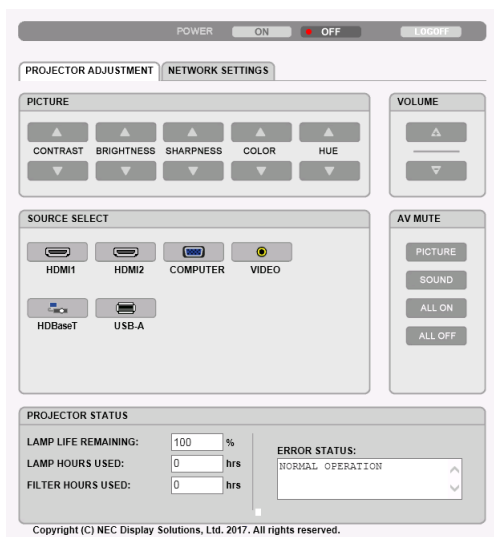 POWER ON OFF LOGOFF
PROJECTOR ADJUSTMENT NETWORK SETTINGS
PICTURE
CONTRAST BRIGHTNESS SHARPNESS COLOR HUE
VOLUME
SOURCE SELECT
HDMI1 HDMI2 COMPUTER VIDEO
HDBaseT USB-A
AV MUTE
PICTURE
SOUND
ALL ON
ALL OFF
PROJECTOR STATUS
LAMP LIFE REMAINING: 100 %
LAMP HOURS USED: 0 hrs
FILTER HOURS USED: 0 hrs
ERROR STATUS:
NORMAL OPERATION
Copyright (C) NEC Display Solutions, Ltd. 2017. All rights reserved.